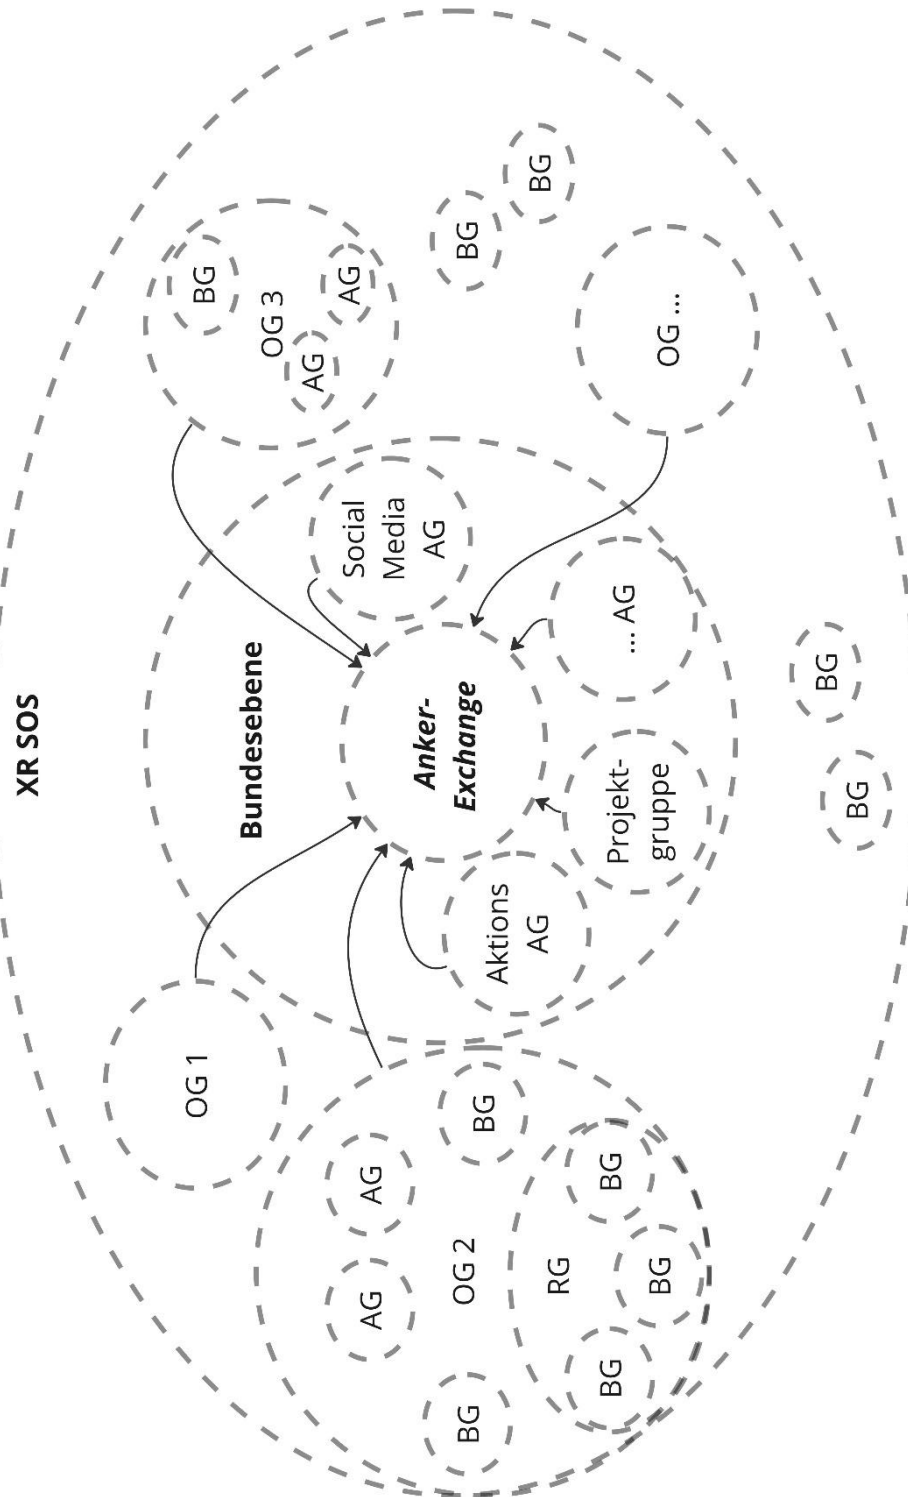 XR SOS
OG 1
Bundesebene
BG
OG 3
AG
AG
Social
Media
AG
AG
AG
Anker-
Exchange
OG 2
BG
BG
BG
BG
Aktions
AG
RG
BG
BG
BG
Projekt-
gruppe
... AG
OG ...
BG
BG